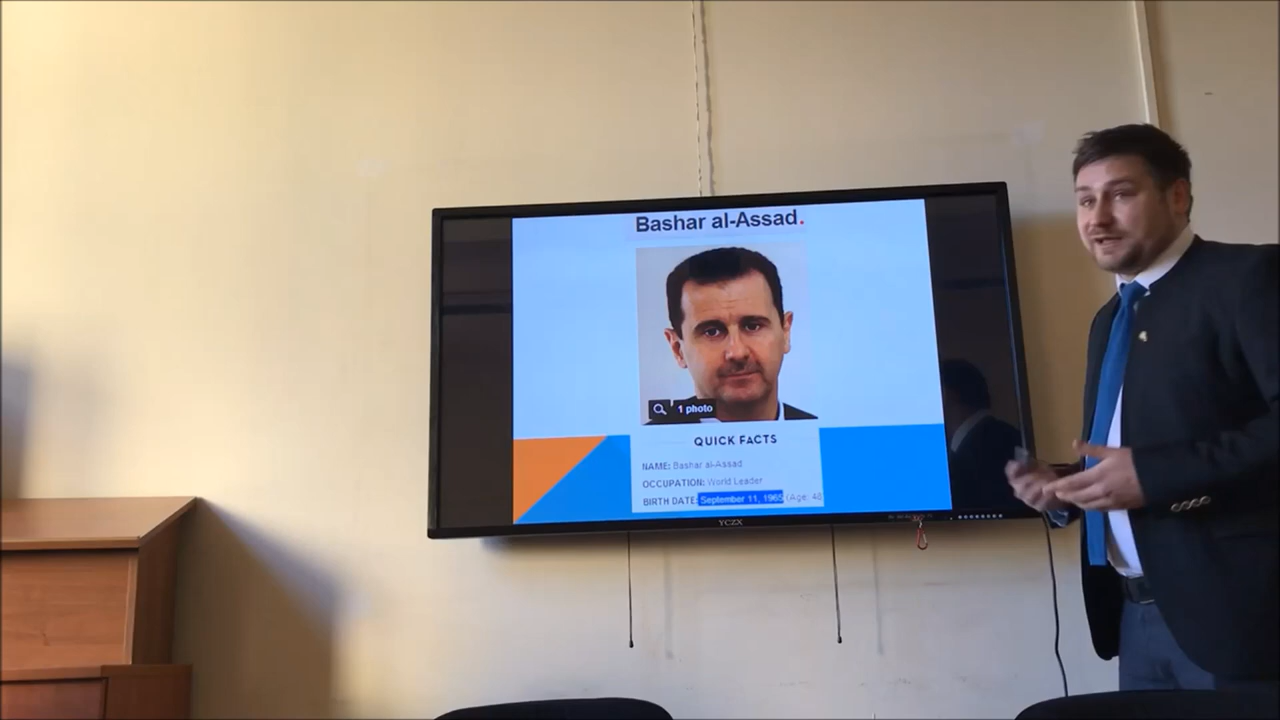 Bashar al-Assad.
1 photo
QUICK FACTS
NAME: Bashar al-Assad
OCCUPATION: World Leader
BIRTH DATE: September 11, 1965 (Age: 48
YCZX